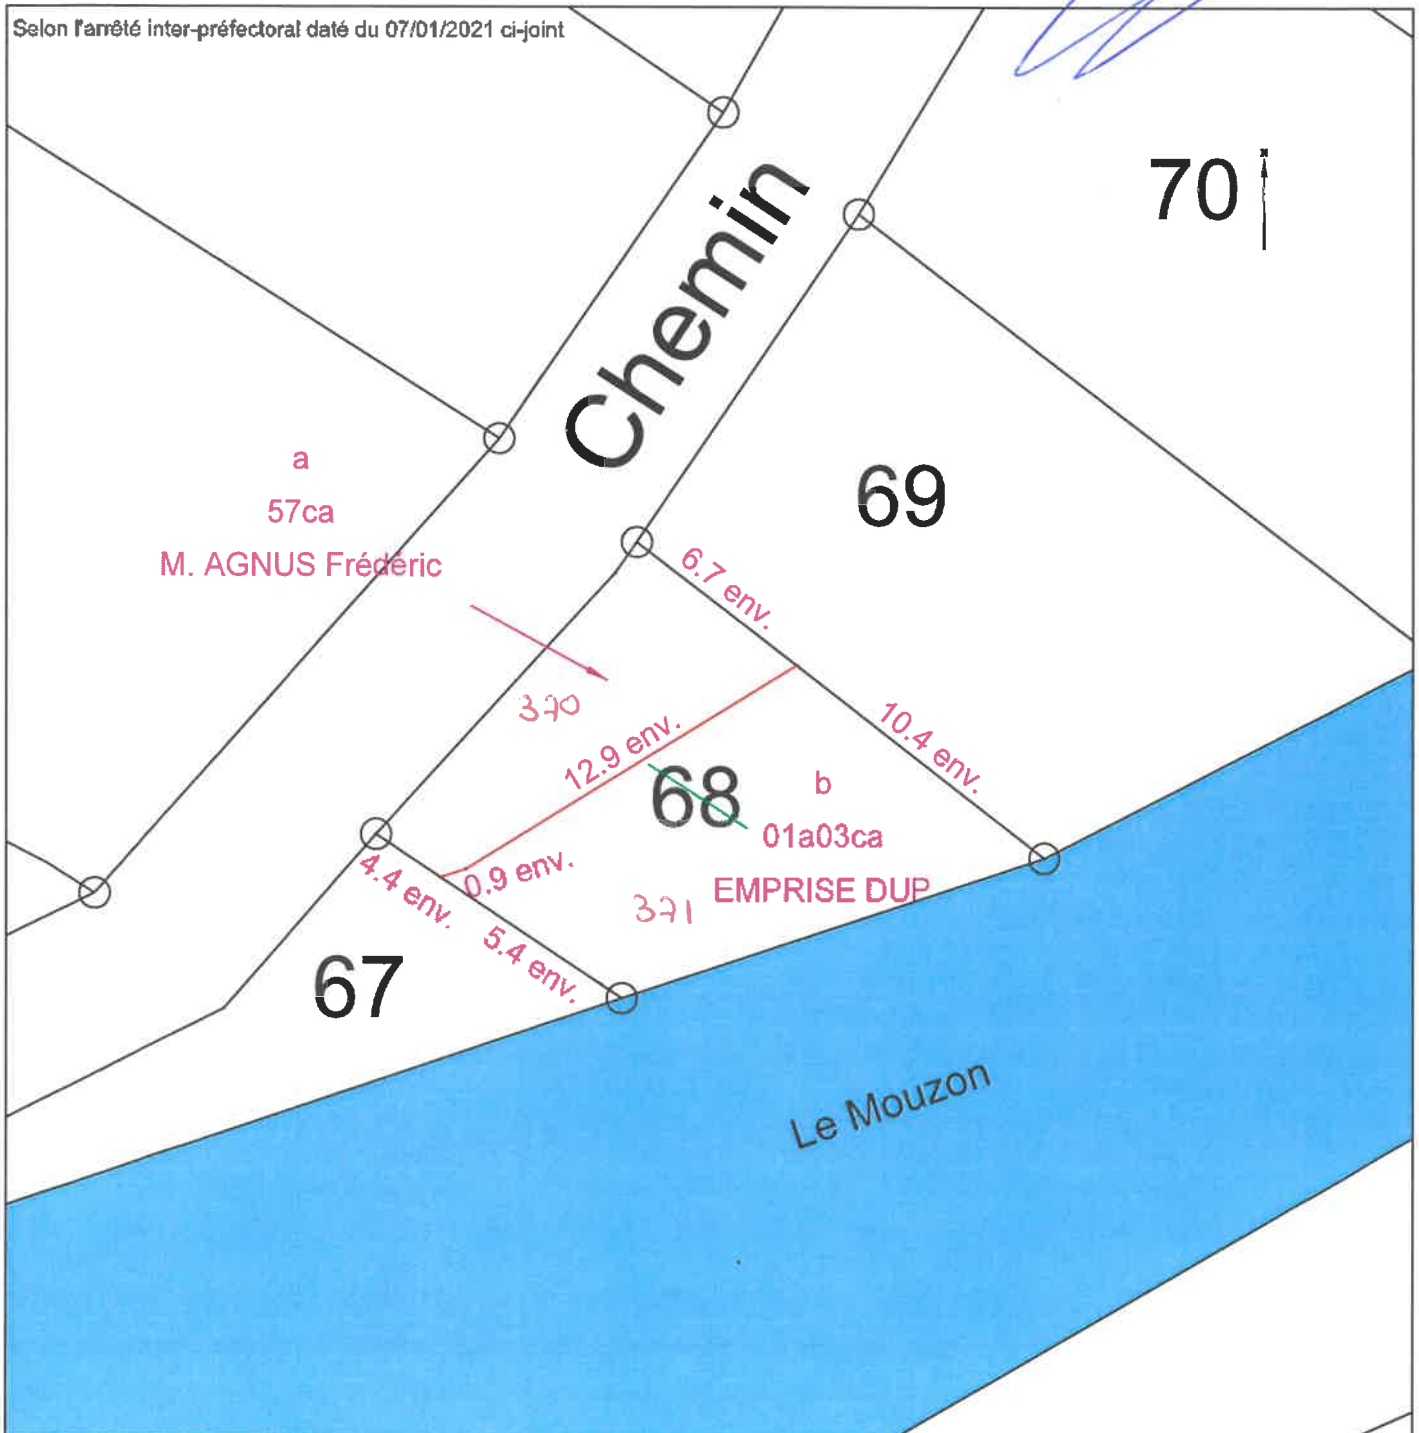 Selon l'arrêté inter-préfectoral daté du 07/01/2021 ci-joint
70
Chemin
a
57ca
M. AGNUS Frédéric
69
6.7 env.
370
12.9 env.
10.4 env.
68
b
01a03ca
EMPRISE DUP
4.4 env.
0.9 env.
371
5.4 env.
67
Le Mouzon